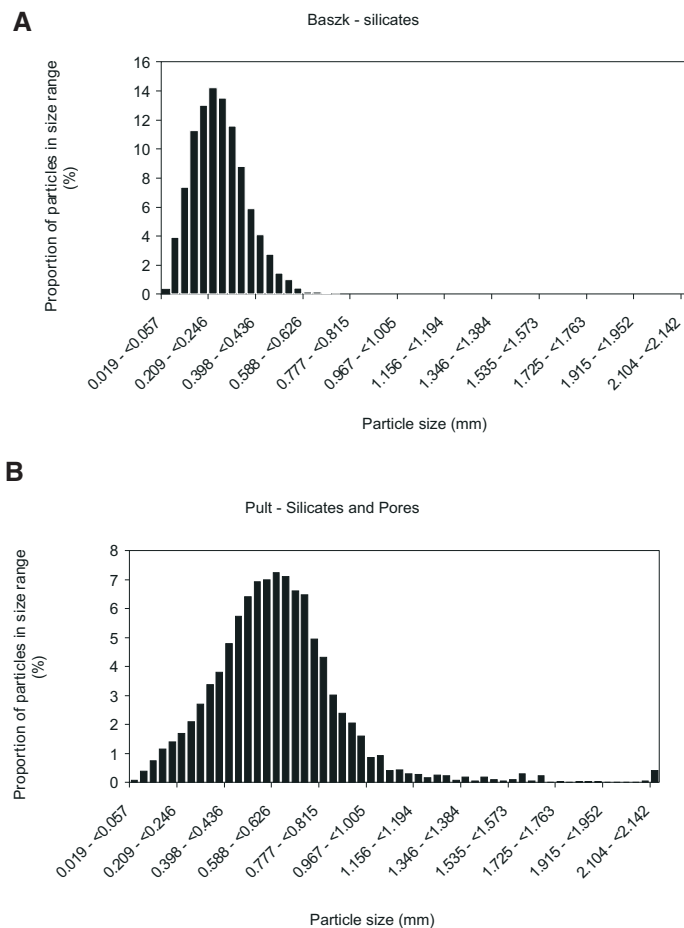 A
Baszk - silicates
Proportion of particles in size range
(%)
16
14
12
10
8
6
4
2
0
0.019 - <0.057
0.209 - <0.246
0.398 - <0.436
0.588 - <0.626
0.777 - <0.815
0.967 - <1.005
1.156 - <1.194
1.346 - <1.384
1.535 - <1.573
1.725 - <1.763
1.915 - <1.952
2.104 - <2.142
Particle size (mm)
B
Pult - Silicates and Pores
Proportion of particles in size range
(%)
8
7
6
5
4
3
2
1
0
0.019 - <0.057
0.209 - <0.246
0.398 - <0.436
0.588 - <0.626
0.777 - <0.815
0.967 - <1.005
1.156 - <1.194
1.346 - <1.384
1.535 - <1.573
1.725 - <1.763
1.915 - <1.952
2.104 - <2.142
Particle size (mm)